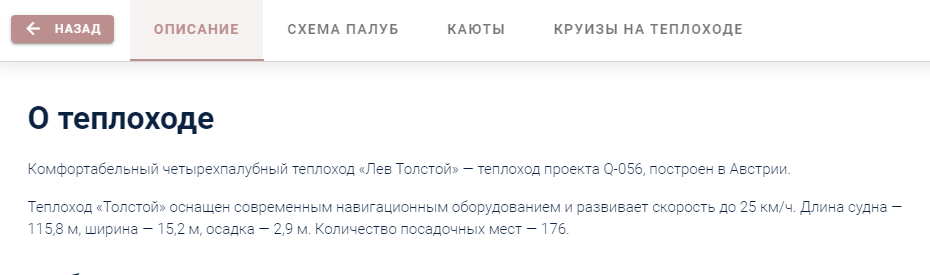 НАЗАД ОПИСАНИЕ СХЕМА ПАЛУБ КАЮТЫ КРУИЗЫ НА ТЕПЛОХОДЕ
О теплоходе
Комфортабельный четырехпалубный теплоход «Лев Толстой» — теплоход проекта Q-056, построен в Австрии.
Теплоход «Толстой» оснащен современным навигационным оборудованием и развивает скорость до 25 км/ч. Длина судна —
115,8 м, ширина — 15,2 м, осадка — 2,9 м. Количество посадочных мест — 176.